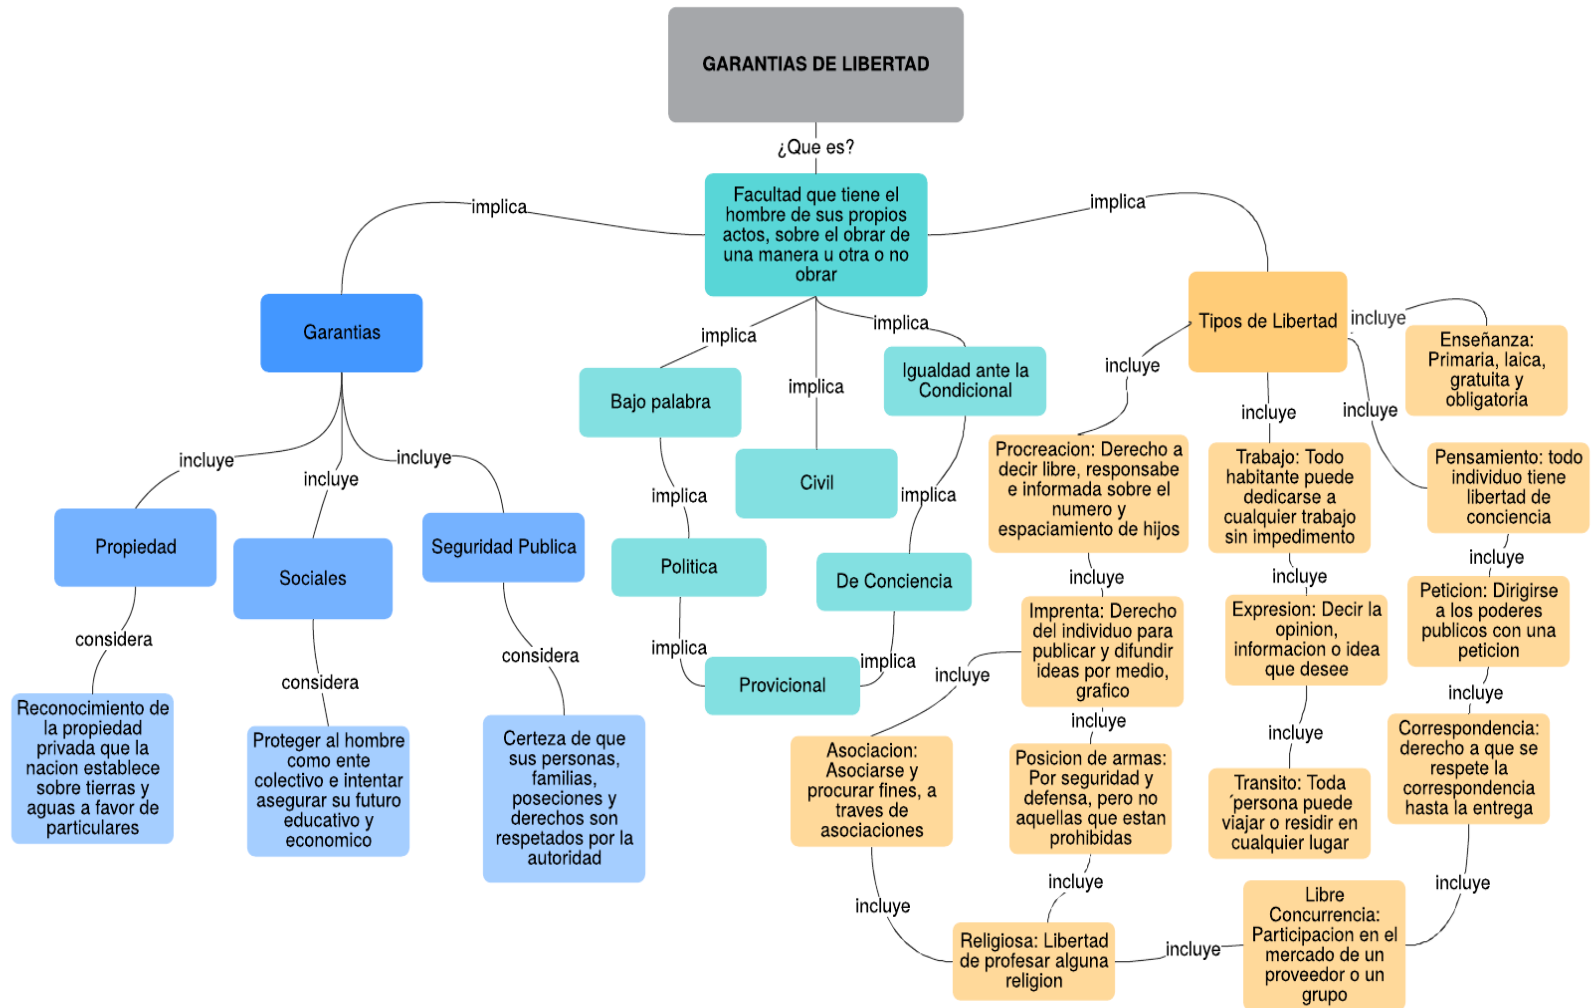 GARANTIAS DE LIBERTAD
¿Que es?
Facultad que tiene el
hombre de sus propios
actos, sobre el obrar de
una manera u otra o no
obrar
implica
implica
Garantias
incluye
incluye
incluye
Propiedad
Sociales
Seguridad Publica
considera
considera
considera
Reconocimiento de
la propiedad
privada que la
nacion establece
sobre tierras y
aguas a favor de
particulares
Proteger al hombre
como ente
colectivo e intentar
asegurar su futuro
educativo y
economico
Certeza de que
sus personas,
familias,
poseciones y
derechos son
respetados por la
autoridad
implica
implica
implica
Bajo palabra
Civil
Igualdad ante la
Condicional
implica
implica
Politica
De Conciencia
implica
implica
Provicional
Tipos de Libertad
incluye
incluye
incluye
incluye
Enseñanza:
Primaria, laica,
gratuita y
obligatoria
Procreacion: Derecho a
decir libre, responsabe
e informada sobre el
numero y
espaciamiento de hijos
Trabajo: Todo
habitante puede
dedicarse a
cualquier trabajo
sin impedimento
Pensamiento: todo
individuo tiene
libertad de
conciencia
incluye
incluye
incluye
Imprenta: Derecho
del individuo para
publicar y difundir
ideas por medio,
grafico
Expresion: Decir la
opinion,
informacion o idea
que desee
Peticion: Dirigirse
a los poderes
publicos con una
peticion
incluye
incluye
incluye
incluye
Asociacion:
Asociarse y
procurar fines, a
traves de
asociaciones
Posicion de armas:
Por seguridad y
defensa, pero no
aquellas que estan
prohibidas
Transito: Toda
´persona puede
viajar o residir en
cualquier lugar
Correspondencia:
derecho a que se
respete la
correspondencia
hasta la entrega
incluye
incluye
incluye
Religiosa: Libertad
de profesar alguna
religion
incluye
Libre
Concurrencia:
Participacion en el
mercado de un
proveedor o un
grupo